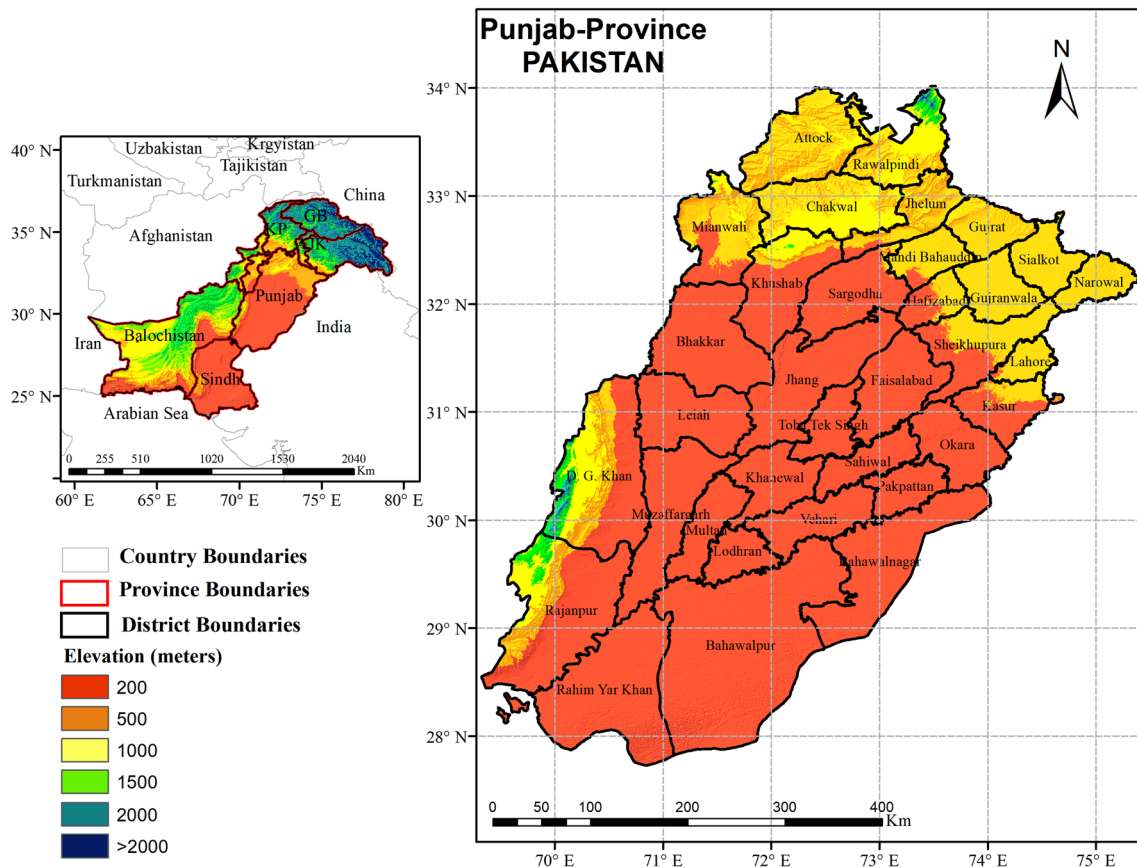 Punjab-Province
PAKISTAN
N
40° N
35° N
30° N
25° N
60° E
65° E
70° E
75° E
80° E
Uzbakistan
Krgyistan
Tajikistan
Turkmanistan
China
Afghanistan
GB
KP
AJK
Punjab
Balochistan
Iran
India
Sindh
Arabian Sea
0 255 510 1020 1530 2040
Km
Country Boundaries
Province Boundaries
District Boundaries
Elevation (meters)
200
500
1000
1500
2000
>2000
34° N
33° N
32° N
31° N
30° N
29° N
28° N
Attock
Rawalpindi
Chakwal
Jhelum
Mianwali
Gujrat
Mandi Bahauddin
Sialkot
Khushab
Sargodha
Hafizabad
Gujranwala
Narowal
Bhakkar
Sheikhupura
Lahore
Jhang
Faisalabad
Kasur
Leiah
Toba Tek Singh
Okara
D. G. Khan
Khanewal
Sahiwal
Pakpattan
Muzaffargarh
Multan
Vehari
Lodhran
Bahawalnagar
Rajanpur
Bahawalpur
Rahim Yar Khan
0 50 100 200 300 400
Km
70° E
71° E
72° E
73° E
74° E
75° E